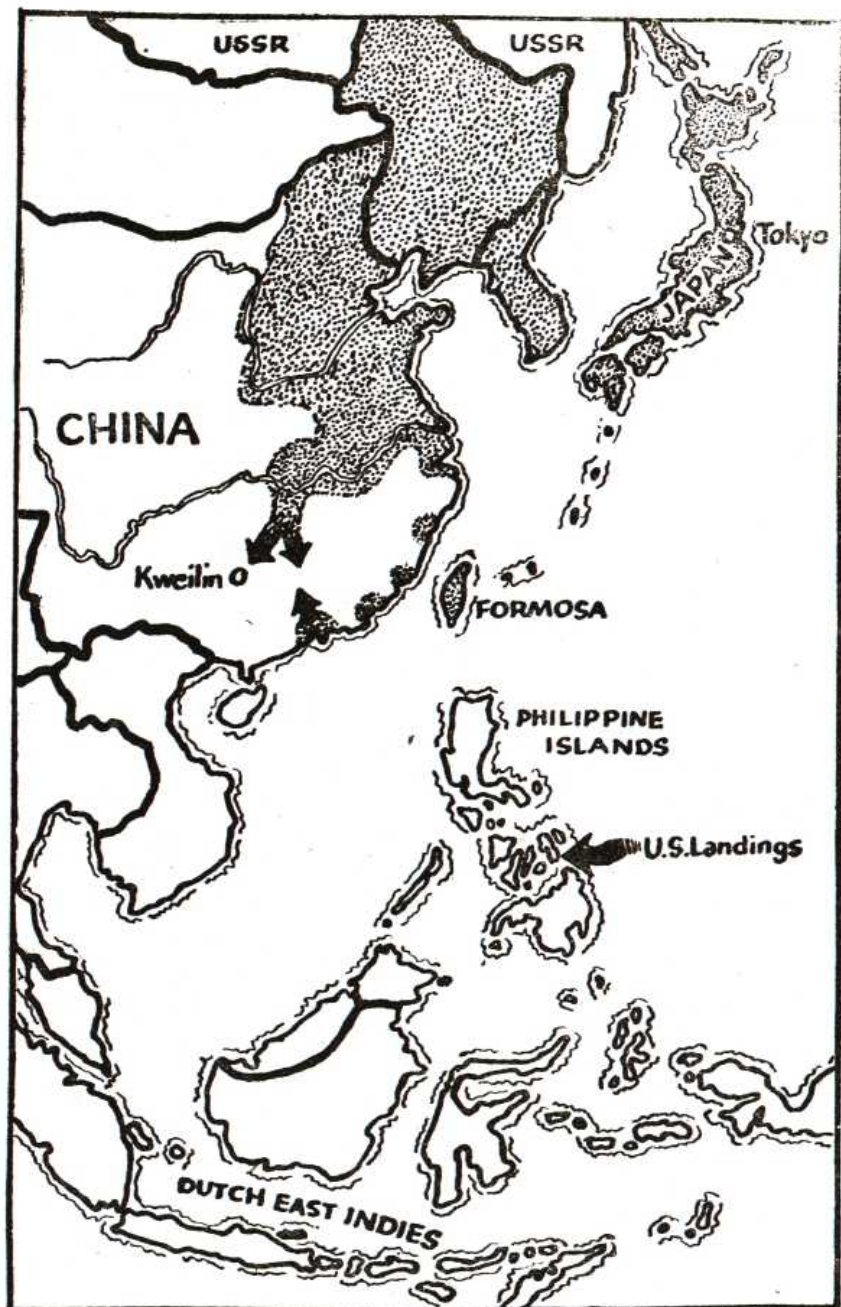 USSR
USSR
Tokyo
JAPAN
CHINA
Kweilin
FORMOSA
PHILIPPINE
ISLANDS
U.S. Landings
DUTCH EAST INDIES